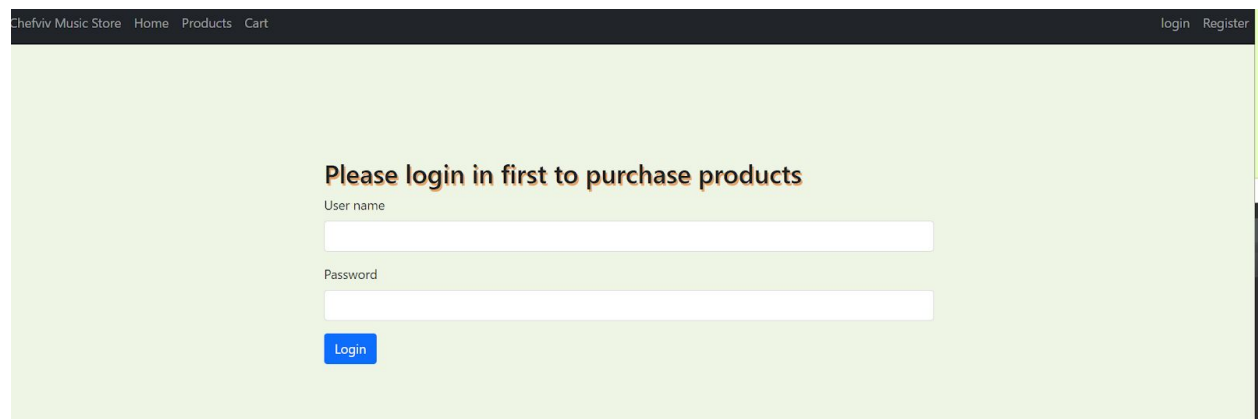 Chefviv Music Store Home Products Cart login Register
Please login in first to purchase products
User name
Password
Login